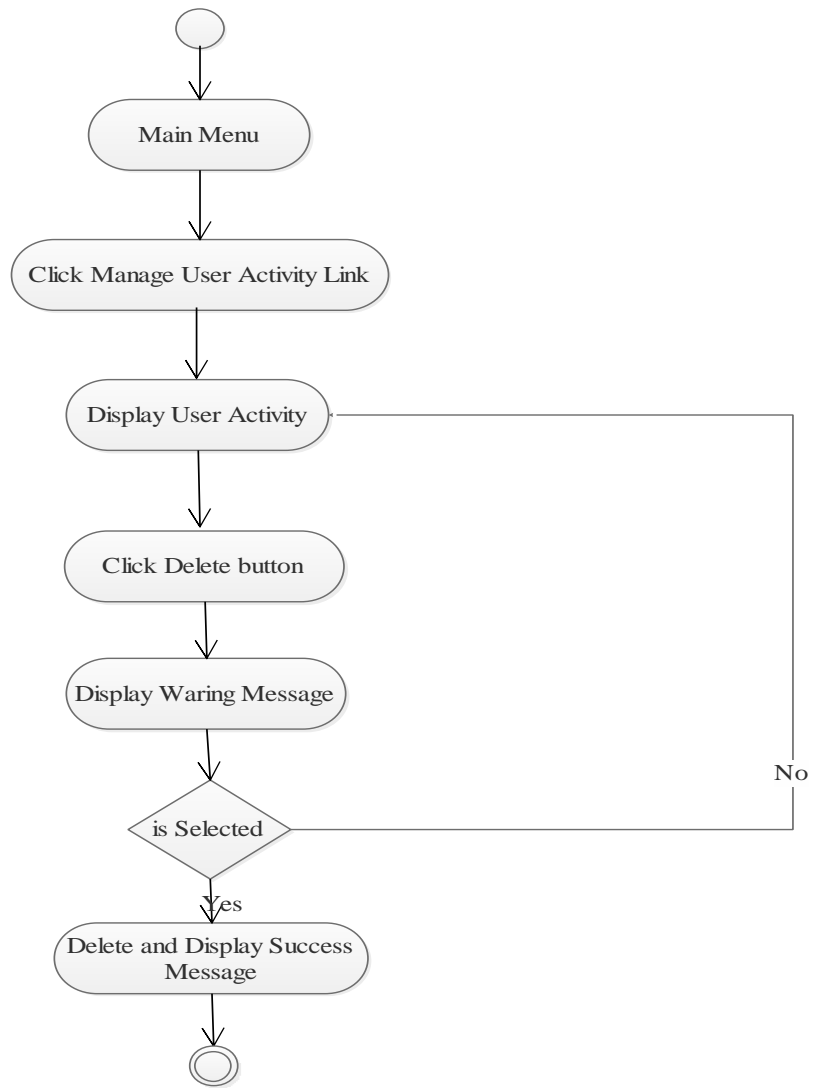 Main Menu
Click Manage User Activity Link
Display User Activity
Click Delete button
Display Waring Message
No
is Selected
Yes
Delete and Display Success
Message